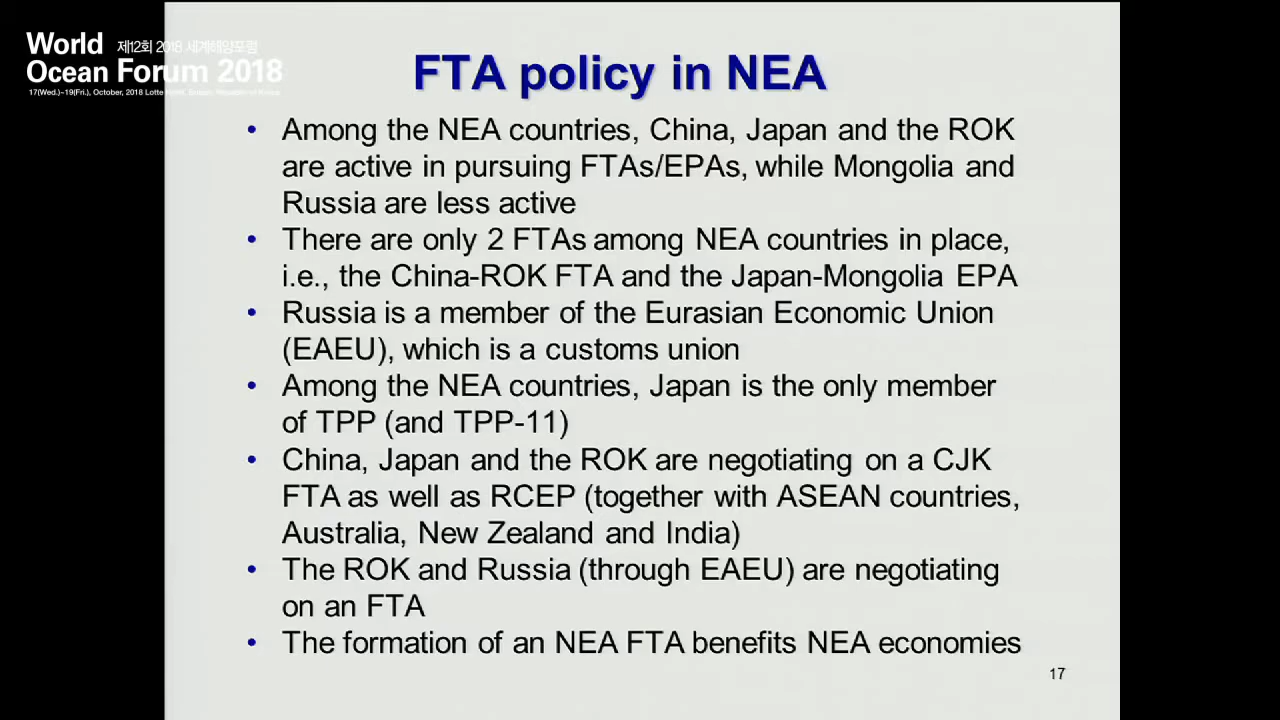 World
제12회 2018 세계해양포럼
Ocean Forum 2018
17(Wed.)~19(Fri.), October, 2018 Lotte Hotel, Busan, Republic of Korea
FTA policy in NEA
• Among the NEA countries, China, Japan and the ROK
are active in pursuing FTAs/EPAs, while Mongolia and
Russia are less active
• There are only 2 FTAs among NEA countries in place,
i.e., the China-ROK FTA and the Japan-Mongolia EPA
• Russia is a member of the Eurasian Economic Union
(EAEU), which is a customs union
• Among the NEA countries, Japan is the only member
of TPP (and TPP-11)
• China, Japan and the ROK are negotiating on a CJK
FTA as well as RCEP (together with ASEAN countries,
Australia, New Zealand and India)
• The ROK and Russia (through EAEU) are negotiating
on an FTA
• The formation of an NEA FTA benefits NEA economies
17